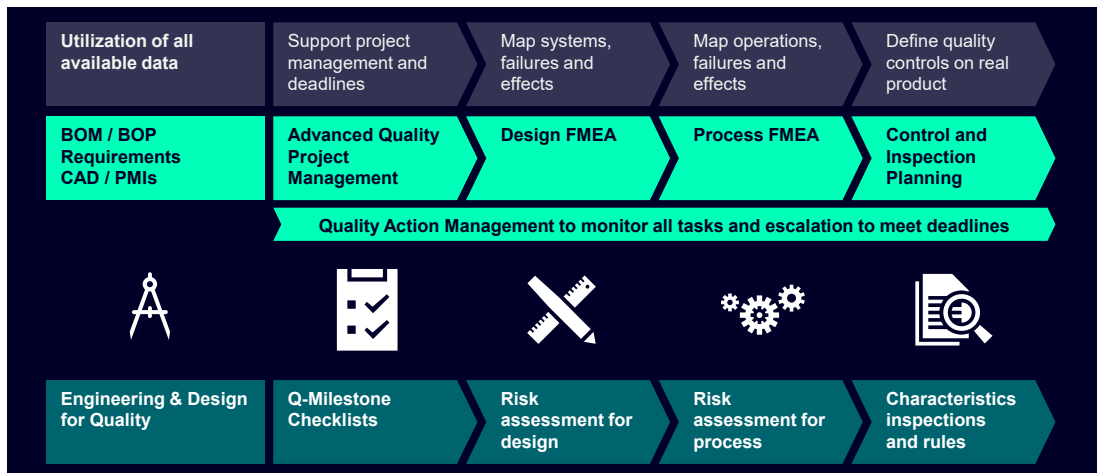 Utilization of all
available data
Support project
management and
deadlines
Map systems,
failures and
effects
Map operations,
failures and
effects
Define quality
controls on real
product
BOM / BOP
Requirements
CAD / PMIs
Advanced Quality
Project
Management
Design FMEA
Process FMEA
Control and
Inspection
Planning
Quality Action Management to monitor all tasks and escalation to meet deadlines
Engineering & Design
for Quality
Q-Milestone
Checklists
Risk
assessment for
design
Risk
assessment for
process
Characteristics
inspections
and rules